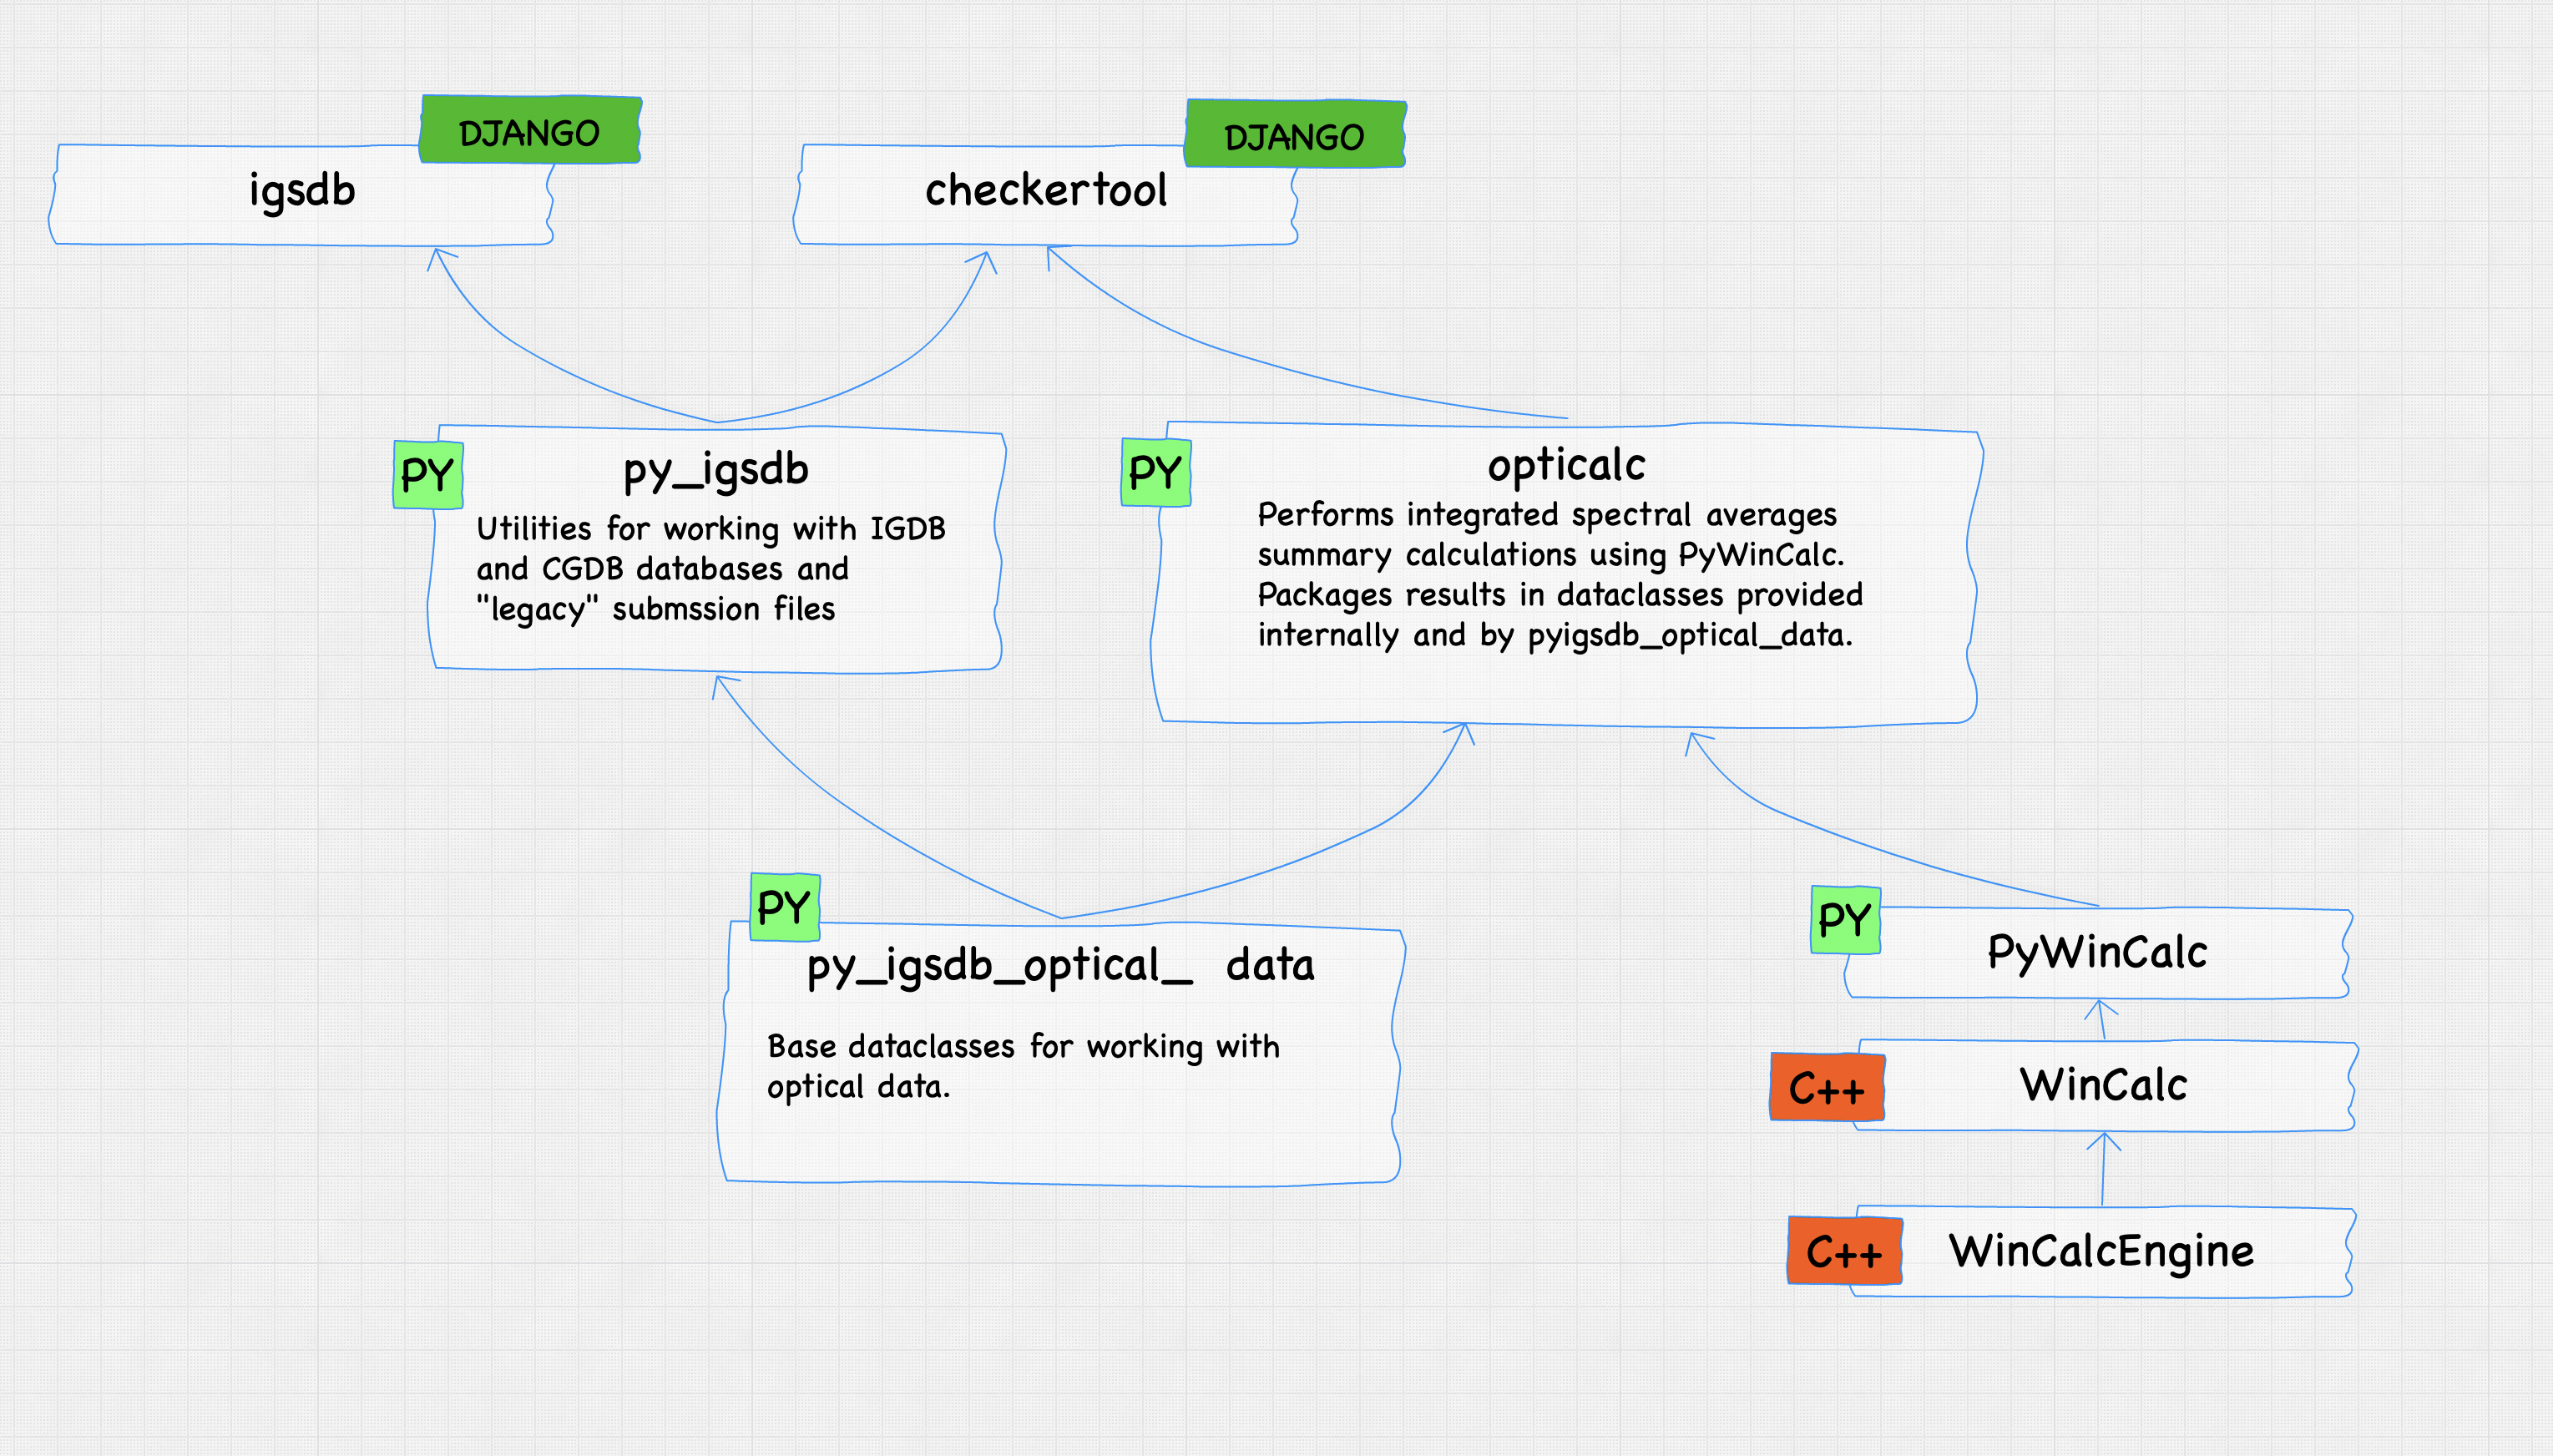 DJANGO
igsdb
DJANGO
checkertool
PY
py_igsdb
Utilities for working with IGDB
and CGDB databases and
"legacy" submssion files
PY
opticalc
Performs integrated spectral averages
summary calculations using PyWinCalc.
Packages results in dataclasses provided
internally and by pyigsdb_optical_data.
PY
py_igsdb_optical_ data
Base dataclasses for working with
optical data.
PY
PyWinCalc
C++
WinCalc
C++
WinCalcEngine